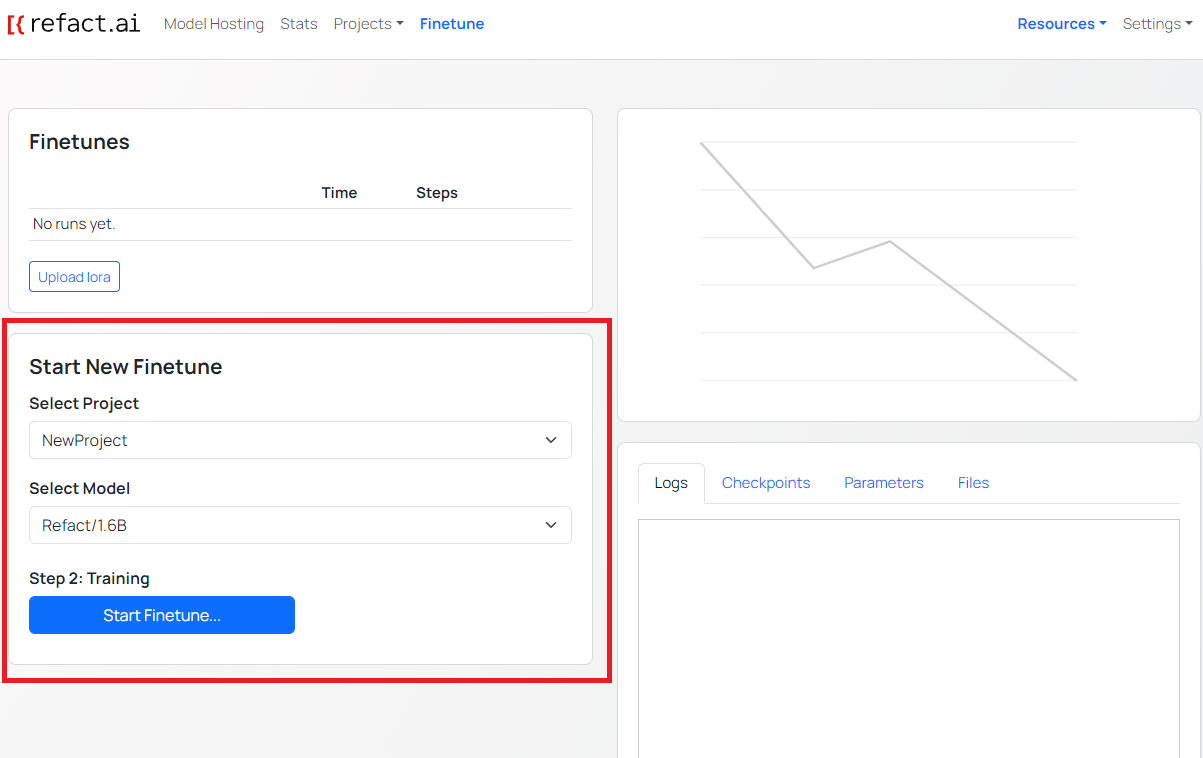 refact.ai Model Hosting Stats Projects Finetune Resources Settings
Finetunes
Time Steps
No runs yet.
Upload lora
Start New Finetune
Select Project
NewProject
Select Model
Refact/1.6B
Step 2: Training
Start Finetune...
Logs Checkpoints Parameters Files